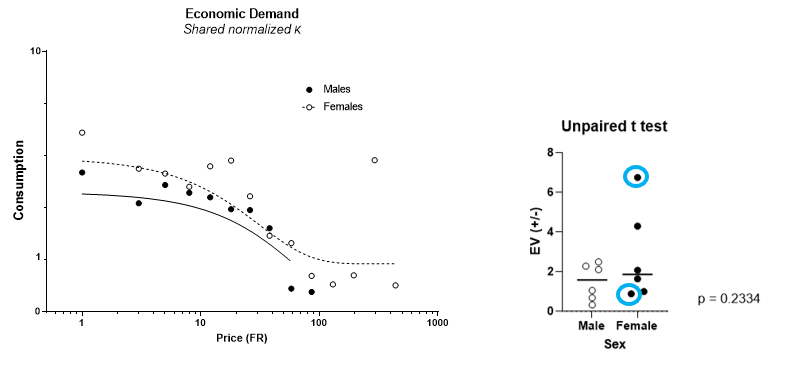 Economic Demand
Shared normalized K
10
1
0
Consumption
Males
Females
1
10
100
1000
Price (FR)
Unpaired t test
8
6
4
2
0
EV (+/-)
Male
Female
Sex
p = 0.2334